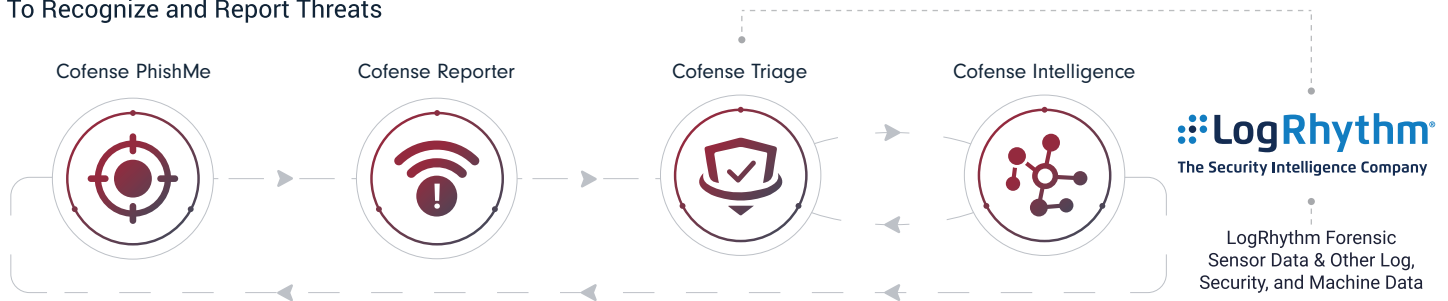 To Recognize and Report Threats
Cofense PhishMe
Cofense Reporter
Cofense Triage
Cofense Intelligence
LogRhythm®
The Security Intelligence Company
LogRhythm Forensic
Sensor Data & Other Log,
Security, and Machine Data